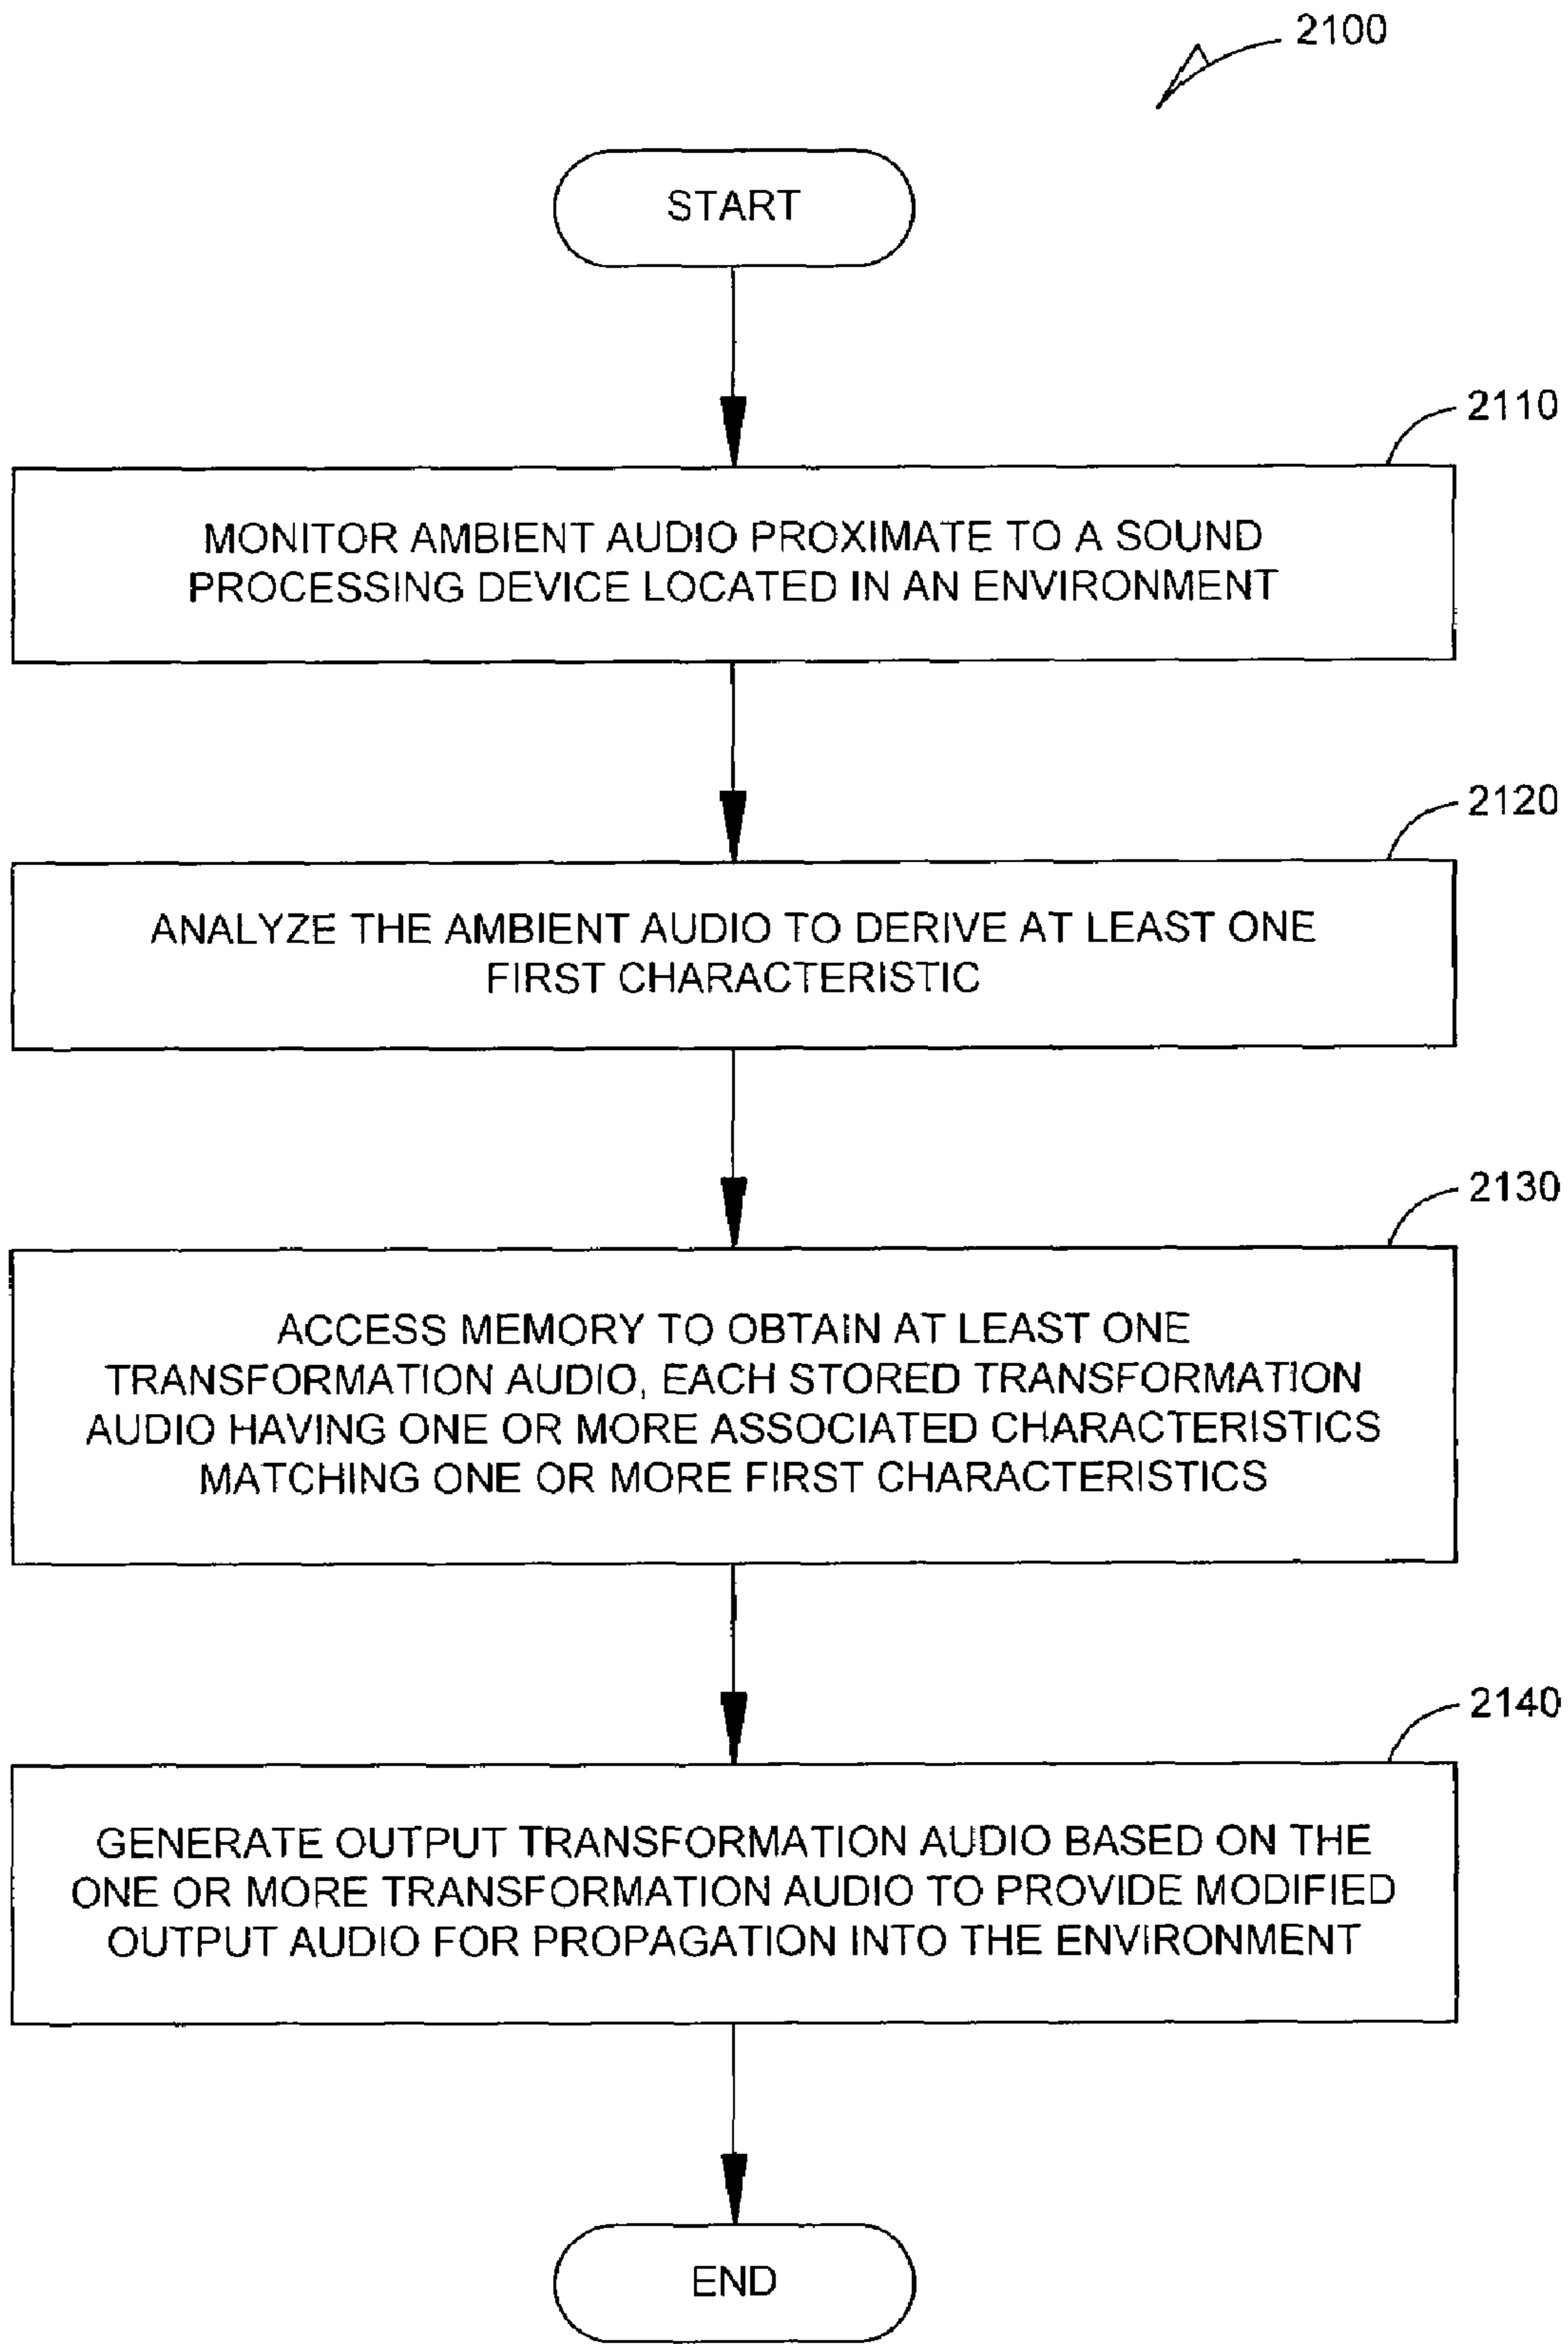 2100
START
2110
MONITOR AMBIENT AUDIO PROXIMATE TO A SOUND
PROCESSING DEVICE LOCATED IN AN ENVIRONMENT
2120
ANALYZE THE AMBIENT AUDIO TO DERIVE AT LEAST ONE
FIRST CHARACTERISTIC
2130
ACCESS MEMORY TO OBTAIN AT LEAST ONE
TRANSFORMATION AUDIO, EACH STORED TRANSFORMATION
AUDIO HAVING ONE OR MORE ASSOCIATED CHARACTERISTICS
MATCHING ONE OR MORE FIRST CHARACTERISTICS
2140
GENERATE OUTPUT TRANSFORMATION AUDIO BASED ON THE
ONE OR MORE TRANSFORMATION AUDIO TO PROVIDE MODIFIED
OUTPUT AUDIO FOR PROPAGATION INTO THE ENVIRONMENT
END